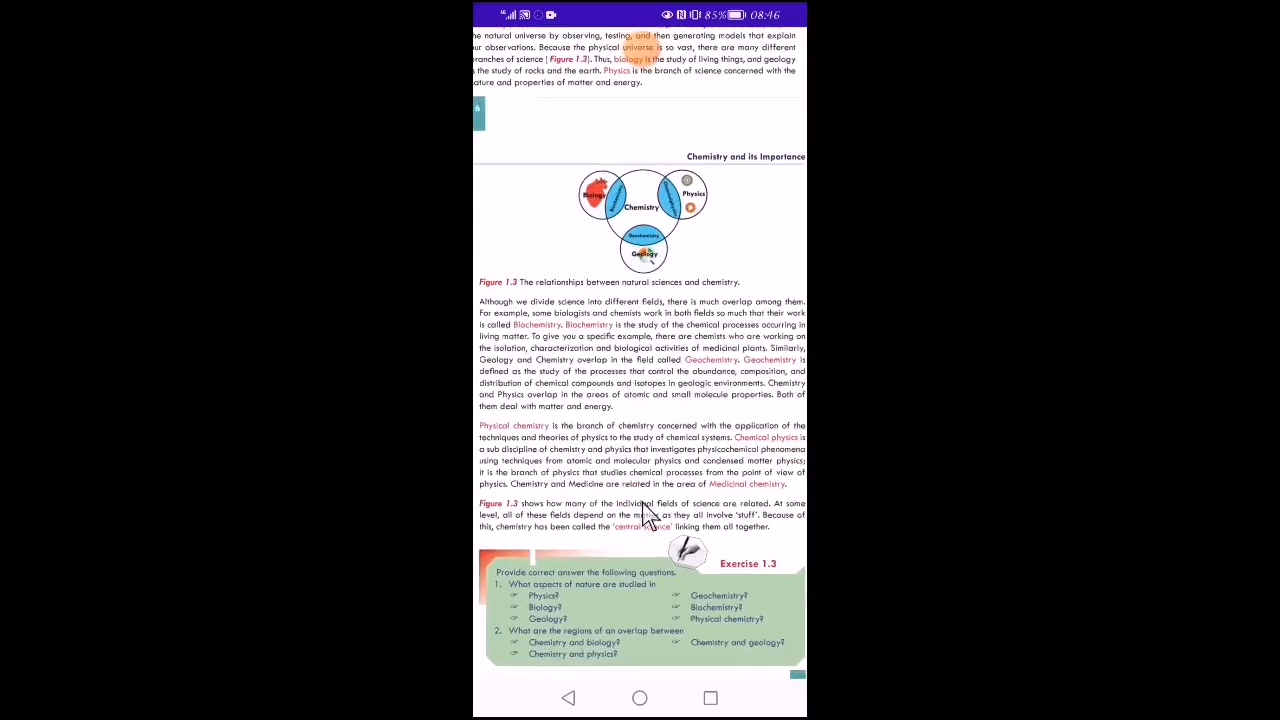 4G 85% 08:46
he natural universe by observing, testing, and then generating models that explain
ur observations. Because the physical universe is so vast, there are many different
ranches of science ( Figure 1.3). Thus, biology is the study of living things, and geology
s the study of rocks and the earth. Physics is the branch of science concerned with the
ature and properties of matter and energy.
6
Chemistry and its Importance
Biology
Biochemistry
Chemistry
Physics
Geochemistry
Geology
Figure 1.3 The relationships between natural sciences and chemistry.
Although we divide science into different fields, there is much overlap among them.
For example, some biologists and chemists work in both fields so much that their work
is called Biochemistry. Biochemistry is the study of the chemical processes occurring in
living matter. To give you a specific example, there are chemists who are working on
the isolation, characterization and biological activities of medicinal plants. Similarly,
Geology and Chemistry overlap in the field called Geochemistry. Geochemistry is
defined as the study of the processes that control the abundance, composition, and
distribution of chemical compounds and isotopes in geologic environments. Chemistry
and Physics overlap in the areas of atomic and small molecule properties. Both of
them deal with matter and energy.
Physical chemistry is the branch of chemistry concerned with the application of the
techniques and theories of physics to the study of chemical systems. Chemical physics is
a sub discipline of chemistry and physics that investigates physicochemical phenomena
using techniques from atomic and molecular physics and condensed matter physics;
it is the branch of physics that studies chemical processes from the point of view of
physics. Chemistry and Medicine are related in the area of Medicinal chemistry.
Figure 1.3 shows how many of the individual fields of science are related. At some
level, all of these fields depend on the as they all involve 'stuff'. Because of
this, chemistry has been called the 'central science' linking them all together.
Exercise 1.3
Provide correct answer the following questions.
1. What aspects of nature are studied in
Physics? Geochemistry?
Biology? Biochemistry?
Geology? Physical chemistry?
2. What are the regions of an overlap between
Chemistry and biology? Chemistry and geology?
Chemistry and physics?